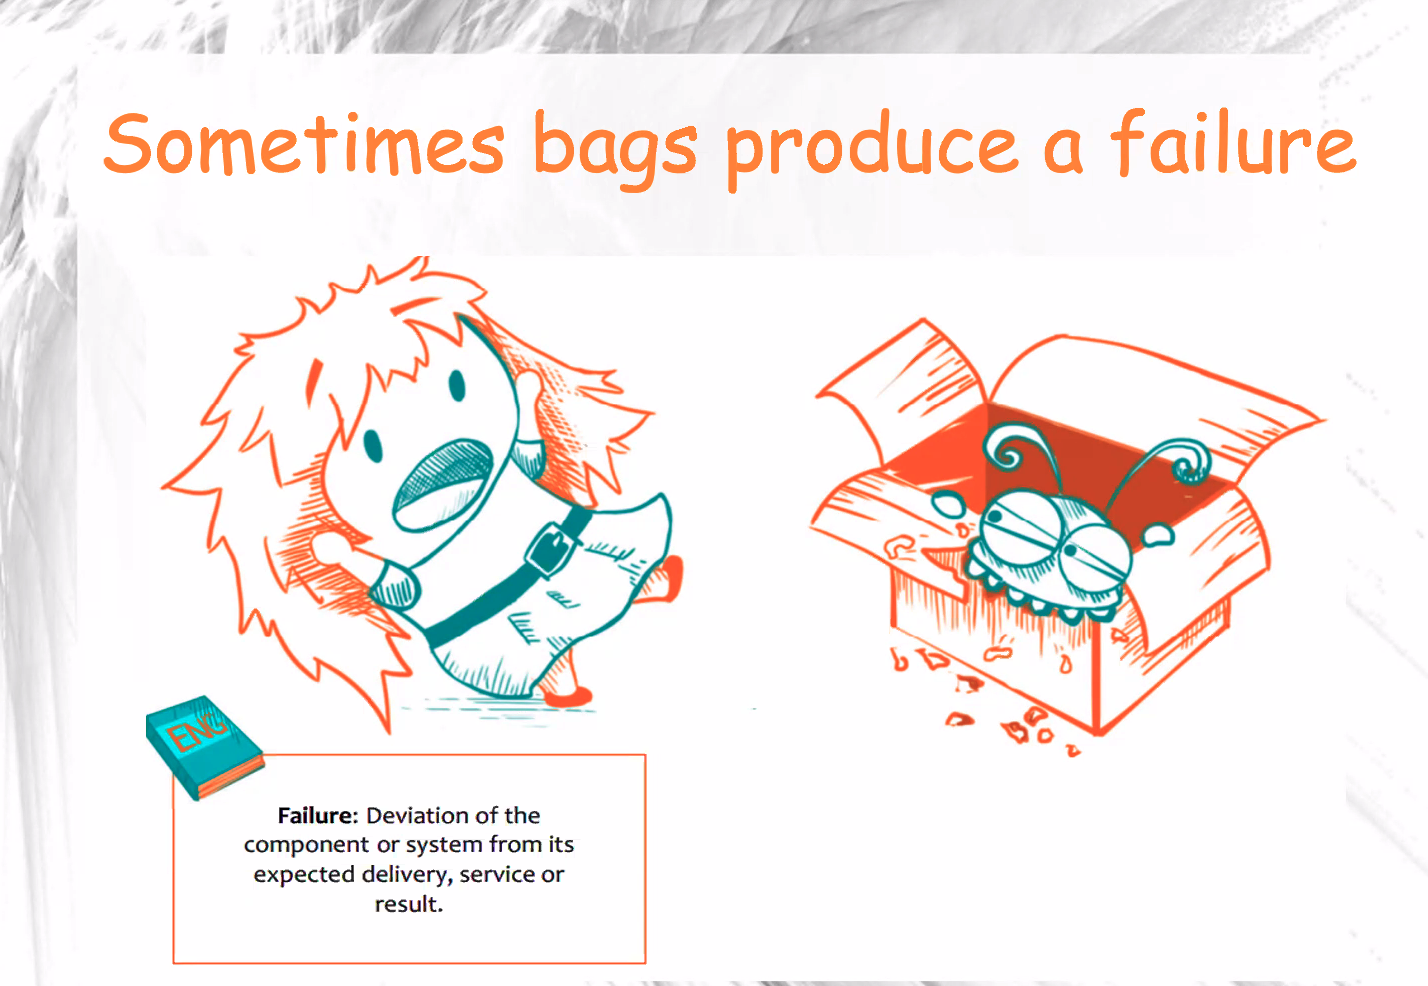 Sometimes bags produce a failure
ENG
Failure: Deviation of the
component or system from its
expected delivery, service or
result.